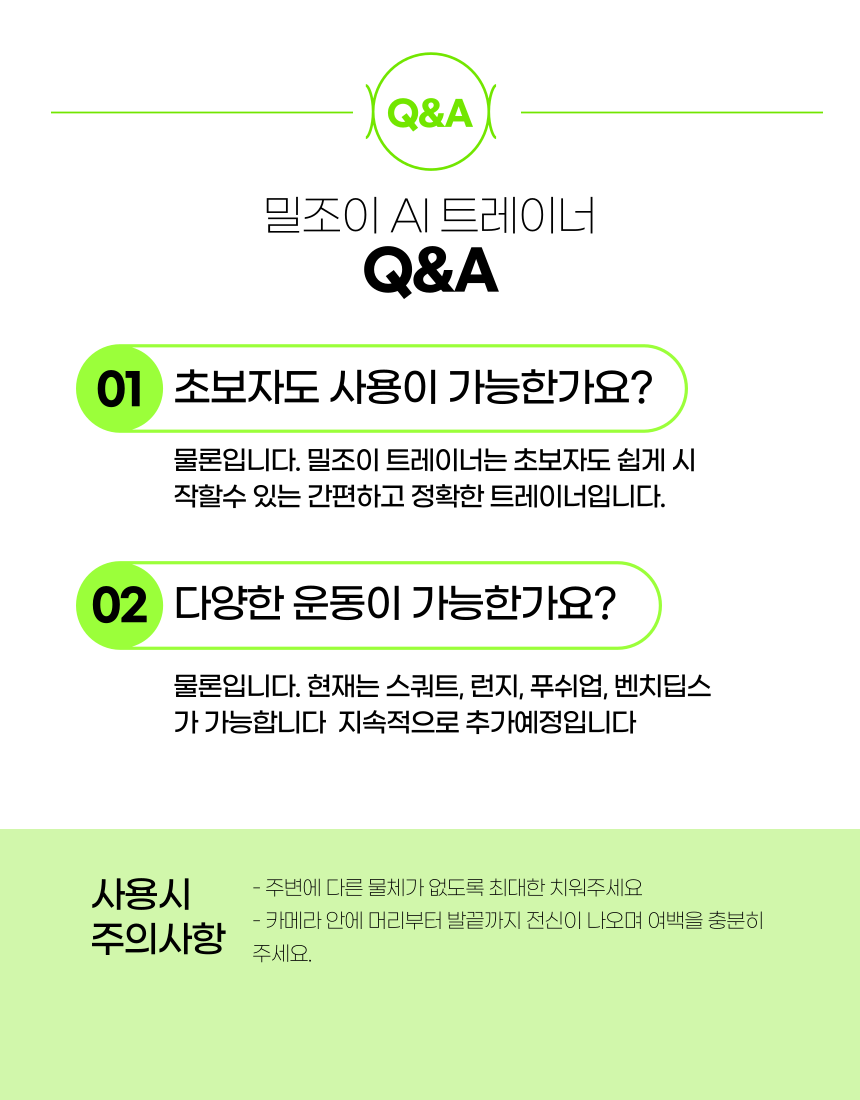 Q&A
밀조이 AI 트레이너
Q&A
01 초보자도 사용이 가능한가요?
물론입니다. 밀조이 트레이너는 초보자도 쉽게 시
작할수 있는 간편하고 정확한 트레이너입니다.
02 다양한 운동이 가능한가요?
물론입니다. 현재는 스쿼트, 런지, 푸쉬업, 벤치딥스
가 가능합니다  지속적으로 추가예정입니다
사용시
주의사항
- 주변에 다른 물체가 없도록 최대한 치워주세요
- 카메라 안에 머리부터 발끝까지 전신이 나오며 여백을 충분히
주세요.